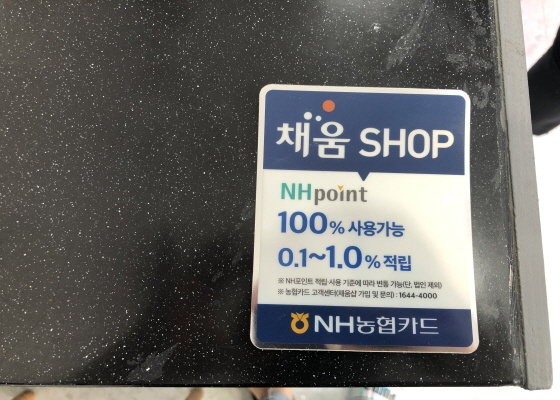 채움 SHOP
NHpoint
100% 사용가능
0.1~1.0% 적립
※ NH포인트 적립·사용 기준에 따라 변동 가능(단, 법인 제외)
※ 농협카드 고객센터(채움샵 가입 및 문의) : 1644-4000
NH농협카드